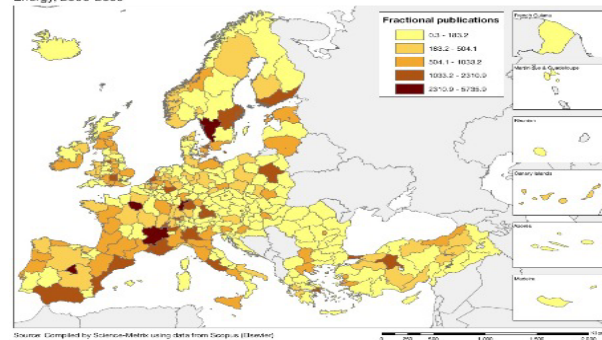 Fractional publications
0.3 - 183.2
183.2 - 504.1
504.1 - 1033.2
1033.2 - 2310.9
2310.9 - 5735.9
French Guiana
Martinique & Guadeloupe
Réunion
Canary Islands
Azores
Madeira
Source: Compiled by Science-Metrix using data from Scopus (Elsevier)